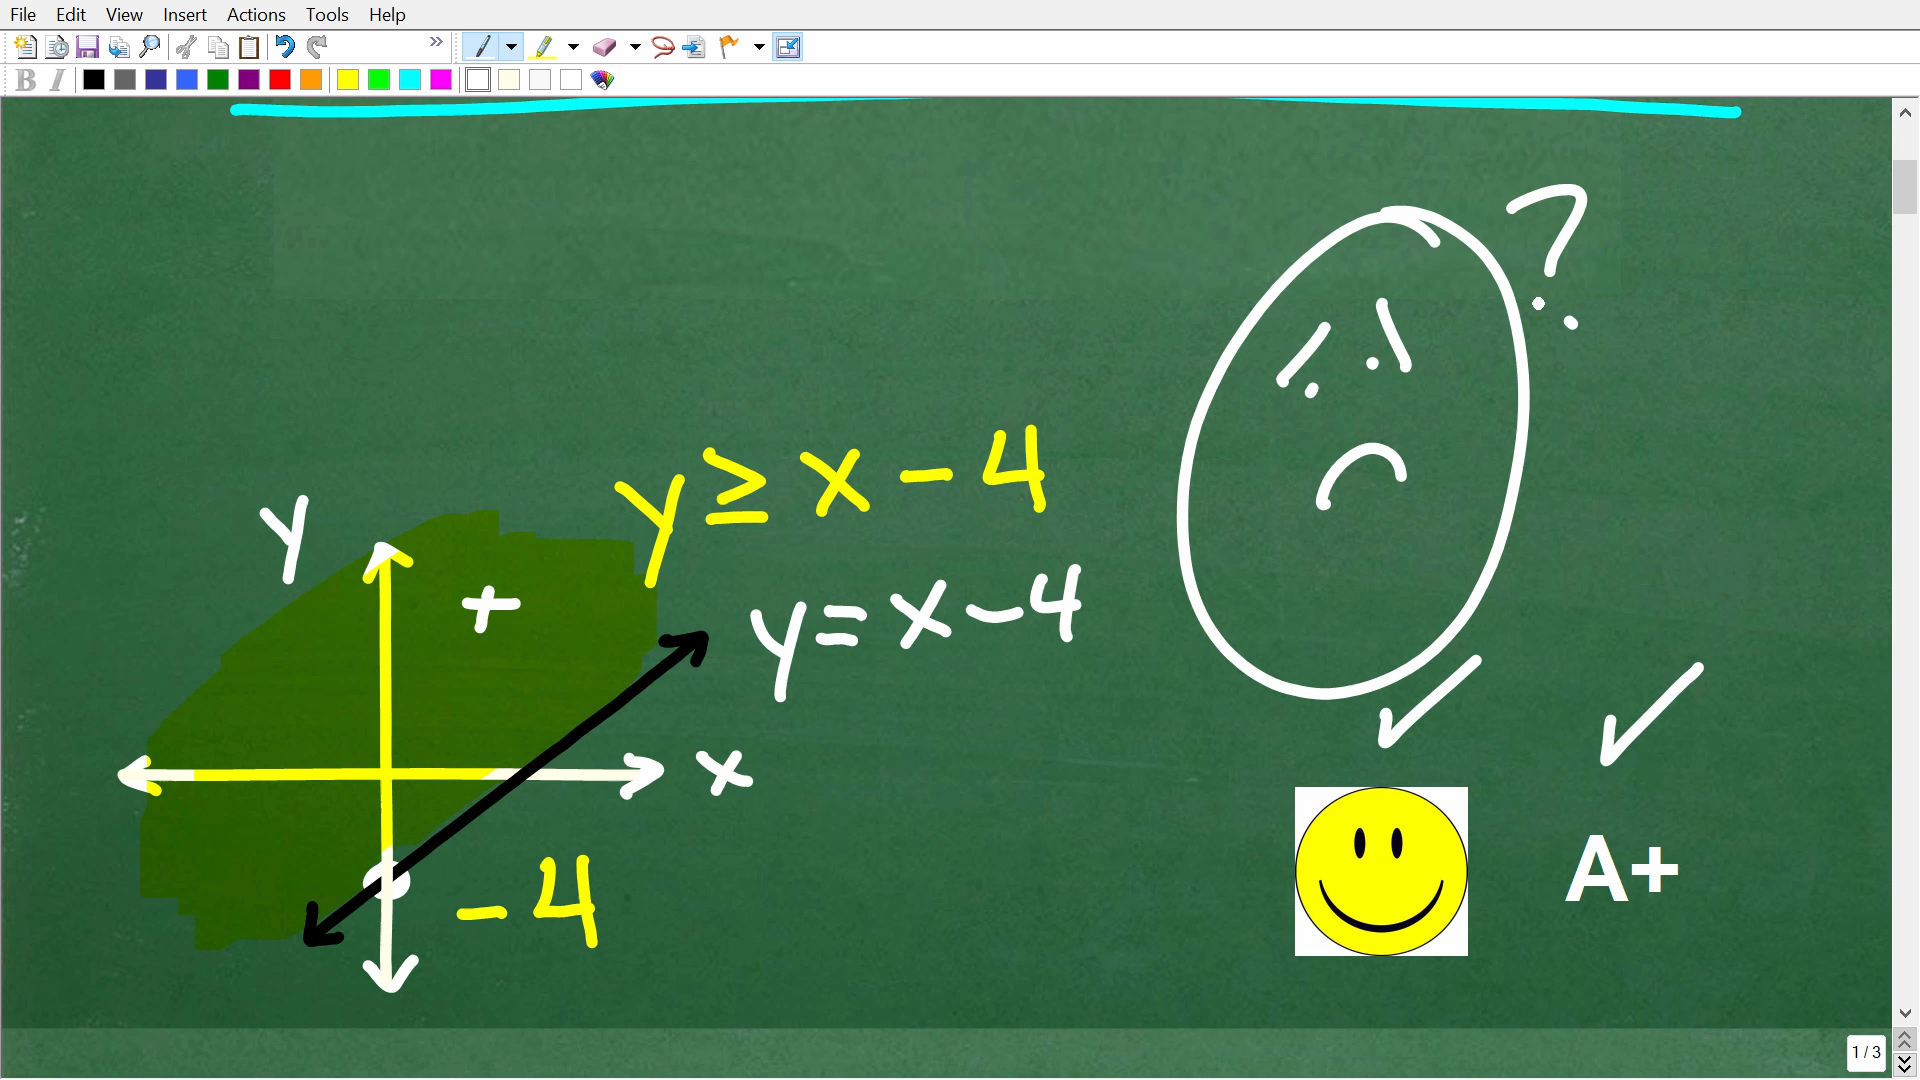 File Edit View Insert Actions Tools Help
B I
?
y ≥ x - 4
y
+
y = x - 4
x
- 4
A+
1 / 3